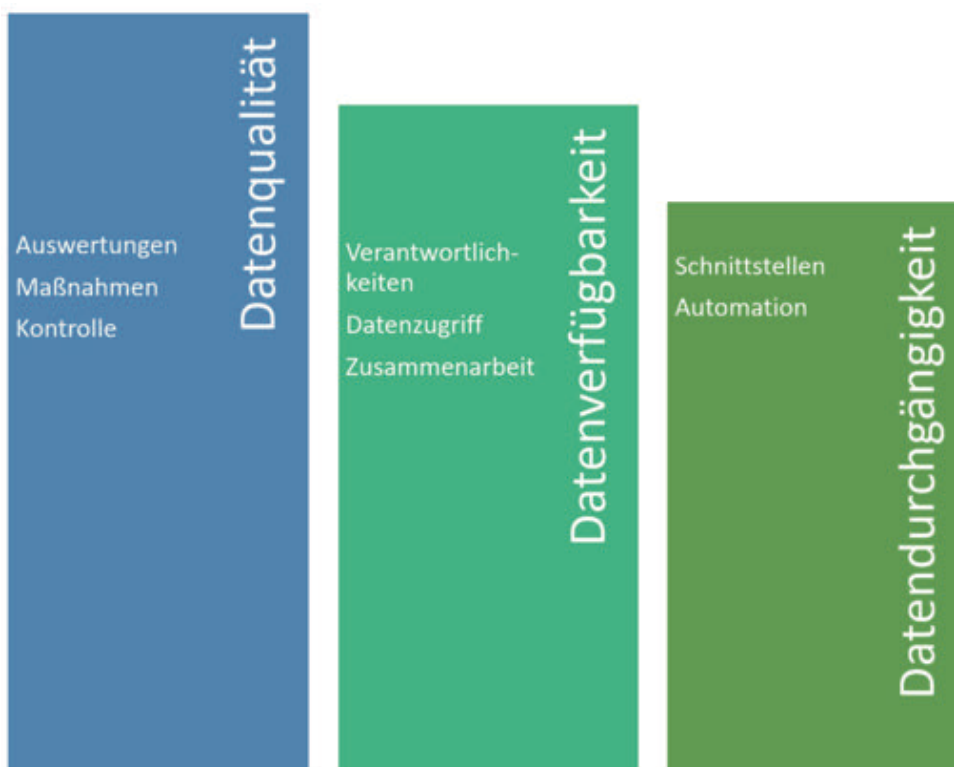 Datenqualität
Auswertungen
Maßnahmen
Kontrolle
Datenverfügbarkeit
Verantwortlich-
keiten
Datenzugriff
Zusammenarbeit
Datendurchgängigkeit
Schnittstellen
Automation